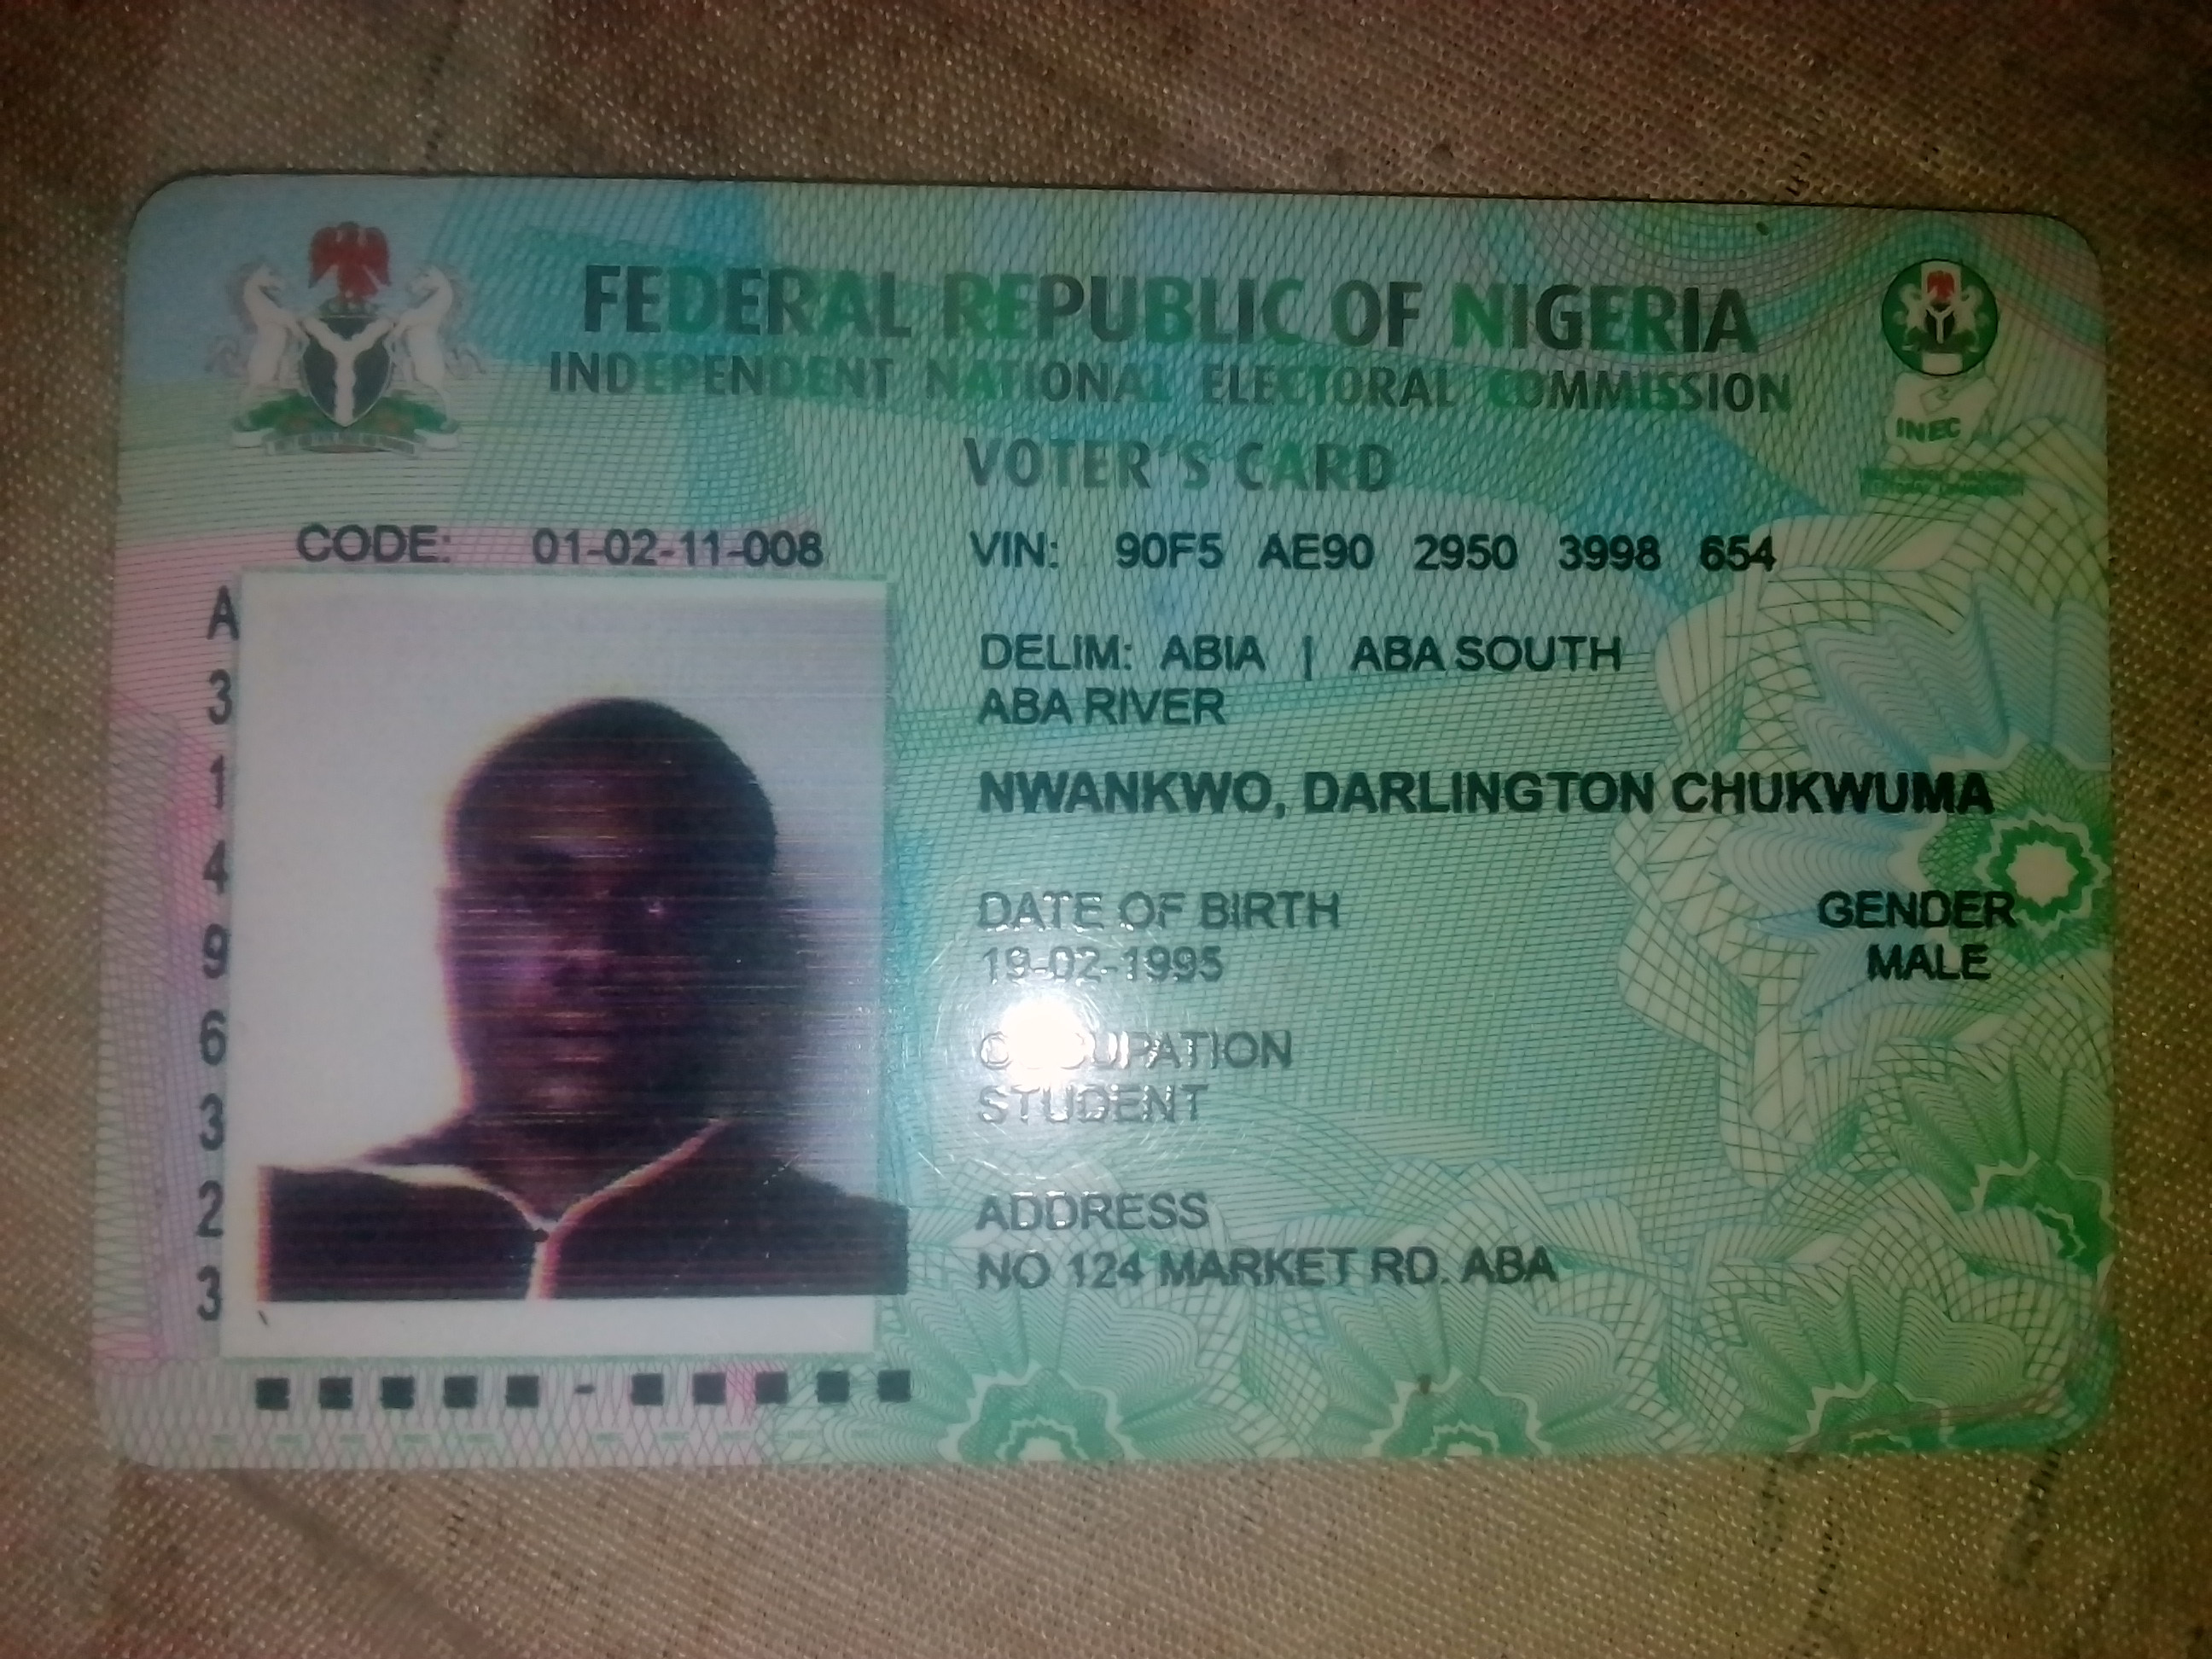 FEDERAL REPUBLIC OF NIGERIA
INDEPENDENT NATIONAL ELECTORAL COMMISSION
INEC
VOTER'S CARD
CODE: 01-02-11-008
VIN: 90F5 AE90 2950 3998 654
A
3
1
4
9
6
3
2
3
DELIM: ABIA | ABA SOUTH
ABA RIVER
NWANKWO, DARLINGTON CHUKWUMA
DATE OF BIRTH
19-02-1995
GENDER
MALE
OCCUPATION
STUDENT
ADDRESS
NO 124 MARKET RD. ABA